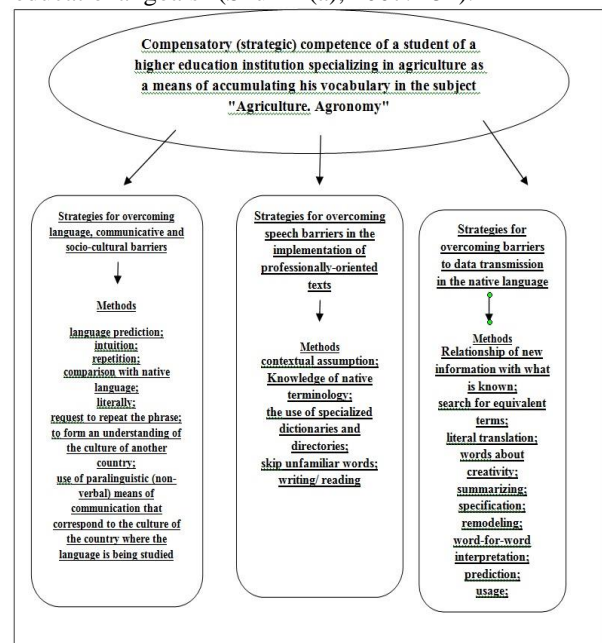 Compensatory (strategic) competence of a student of a
higher education institution specializing in agriculture as
a means of accumulating his vocabulary in the subject
"Agriculture. Agronomy"
Strategies for overcoming
language, communicative and
socio-cultural barriers
Methods
language prediction;
intuition;
repetition;
comparison with native
language;
literally;
request to repeat the phrase;
to form an understanding of
the culture of another
country;
use of paralinguistic (non-
verbal) means of
communication that
correspond to the culture of
the country where the
language is being studied
Strategies for overcoming
speech barriers in the
implementation of
professionally-oriented
texts
Methods
contextual assumption;
Knowledge of native
terminology;
the use of specialized
dictionaries and
directories;
skip unfamiliar words;
writing/ reading
Strategies for
overcoming barriers
to data transmission
in the native language
Methods
Relationship of new
information with what
is known;
search for equivalent
terms;
literal translation;
words about
creativity;
summarizing;
specification;
remodeling;
word-for-word
interpretation;
prediction;
usage;